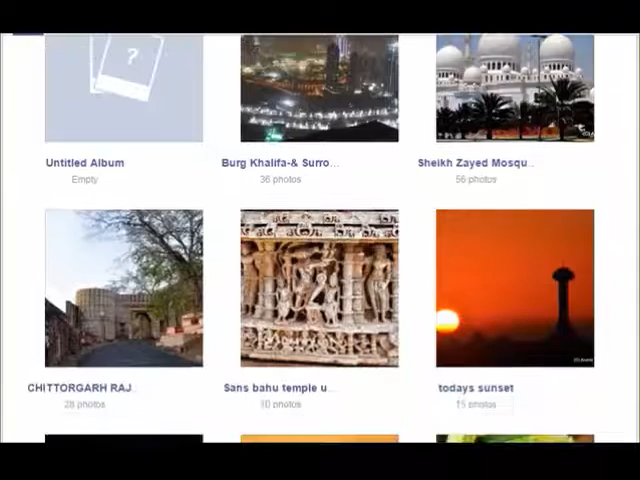 ?
Untitled Album
Empty
Burg Khalifa-& Surro...
36 photos
Sheikh Zayed Mosqu...
56 photos
CHITTORGARH RAJ...
28 photos
Sans bahu temple u...
10 photos
todays sunset
15 photos